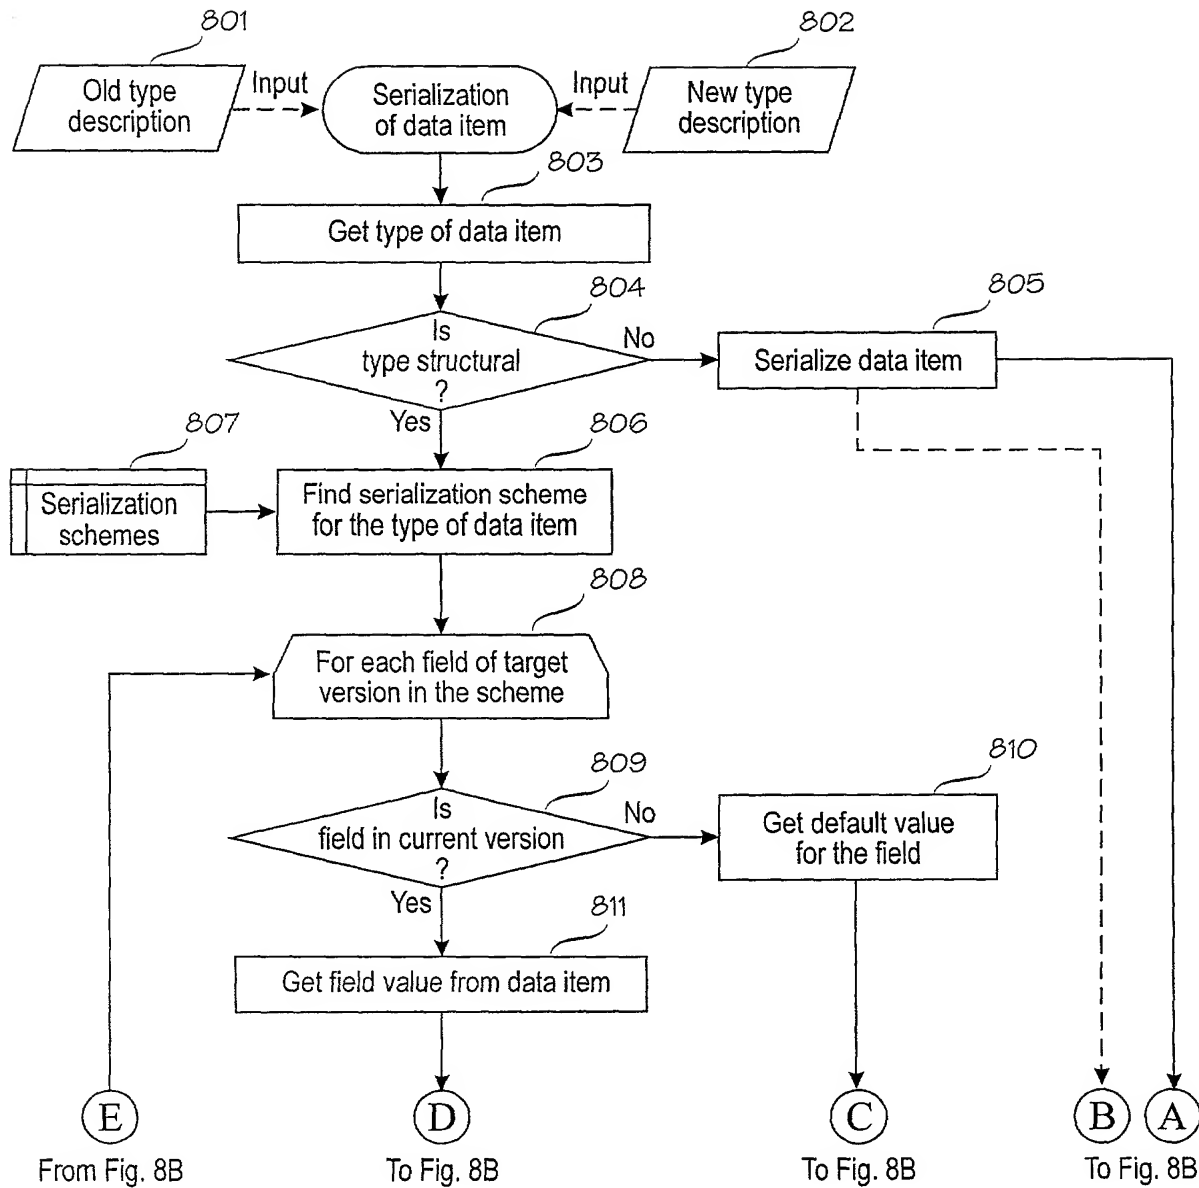 801
802
Old type
description
Input
Serialization
of data item
Input
New type
description
803
Get type of data item
804
805
Is
type structural
?
No
Serialize data item
Yes
807
806
Serialization
schemes
Find serialization scheme
for the type of data item
808
For each field of target
version in the scheme
809
810
Is
field in current version
?
No
Get default value
for the field
Yes
811
Get field value from data item
E
D
C
B
A
From Fig. 8B
To Fig. 8B
To Fig. 8B
To Fig. 8B